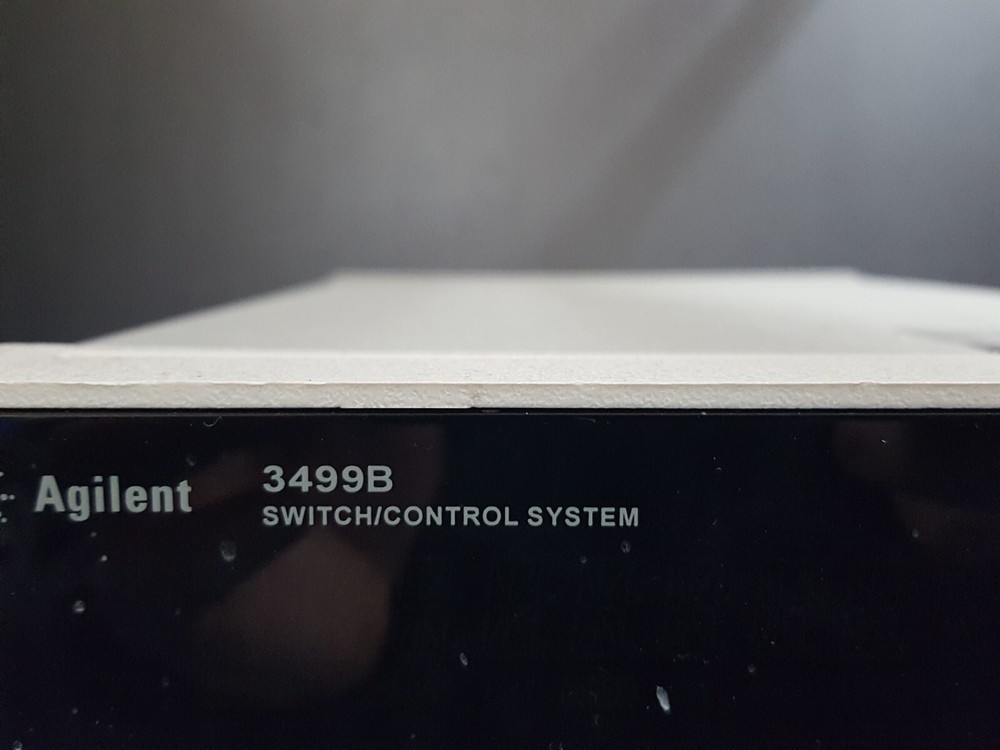 Agilent
3499B
SWITCH/CONTROL SYSTEM